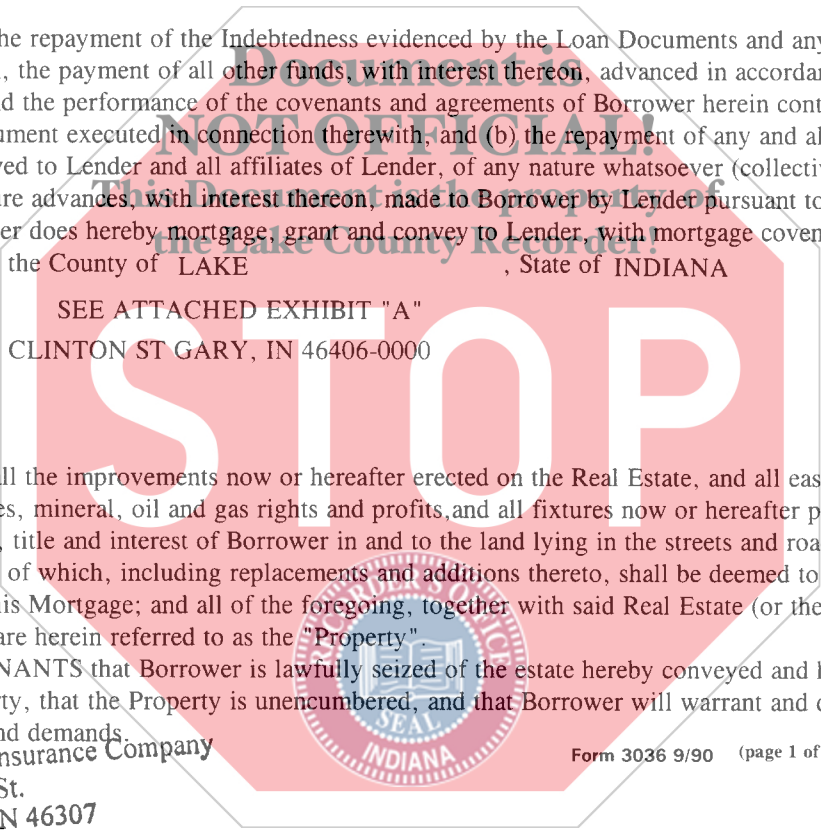 he repayment of the Indebtedness evidenced by the Loan Documents and any
, the payment of all other funds, with interest thereon, advanced in accordan
Document is
d the performance of the covenants and agreements of Borrower herein cont
ument executed in connection therewith, and (b) the repayment of any and al
NOT OFFICIAL!
ved to Lender and all affiliates of Lender, of any nature whatsoever (collectiv
ure advances, with interest thereon, made to Borrower by Lender pursuant to
This Document is the property of
er does hereby mortgage, grant and convey to Lender, with mortgage coven
the Lake County Recorder!
the County of LAKE , State of INDIANA
SEE ATTACHED EXHIBIT "A"
CLINTON ST GARY, IN 46406-0000
STOP
ll the improvements now or hereafter erected on the Real Estate, and all eas
es, mineral, oil and gas rights and profits,and all fixtures now or hereafter p
, title and interest of Borrower in and to the land lying in the streets and roa
of which, including replacements and additions thereto, shall be deemed to
is Mortgage; and all of the foregoing, together with said Real Estate (or the
are herein referred to as the "Property".
NANTS that Borrower is lawfully seized of the estate hereby conveyed and h
rty, that the Property is unencumbered, and that Borrower will warrant and d
nd demands.
RECORDER'S OFFICE
SEAL
INDIANA
nsurance Company
Form 3036 9/90 (page 1 of
St.
N 46307